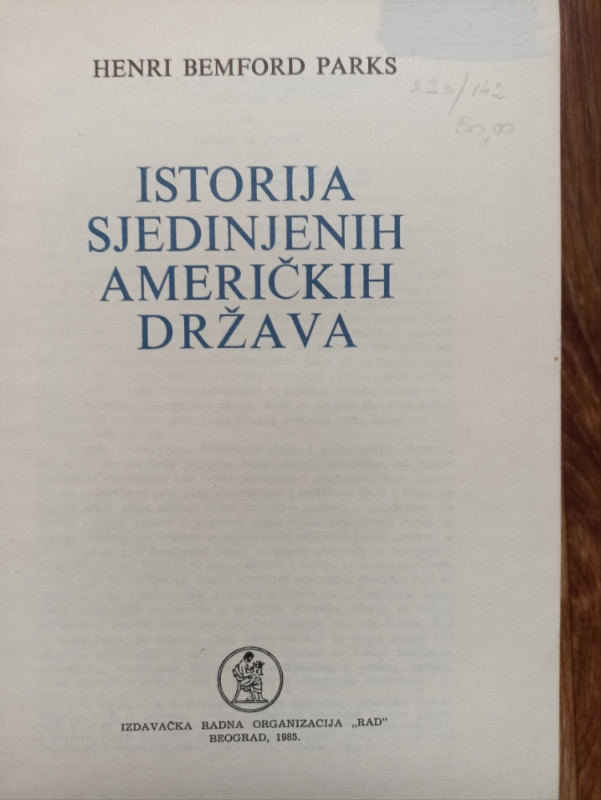 HENRI BEMFORD PARKS
223/142
50,00
ISTORIJA
SJEDINJENIH
AMERIČKIH
DRŽAVA
IZDAVAČKA RADNA ORGANIZACIJA „RAD”
BEOGRAD, 1985.